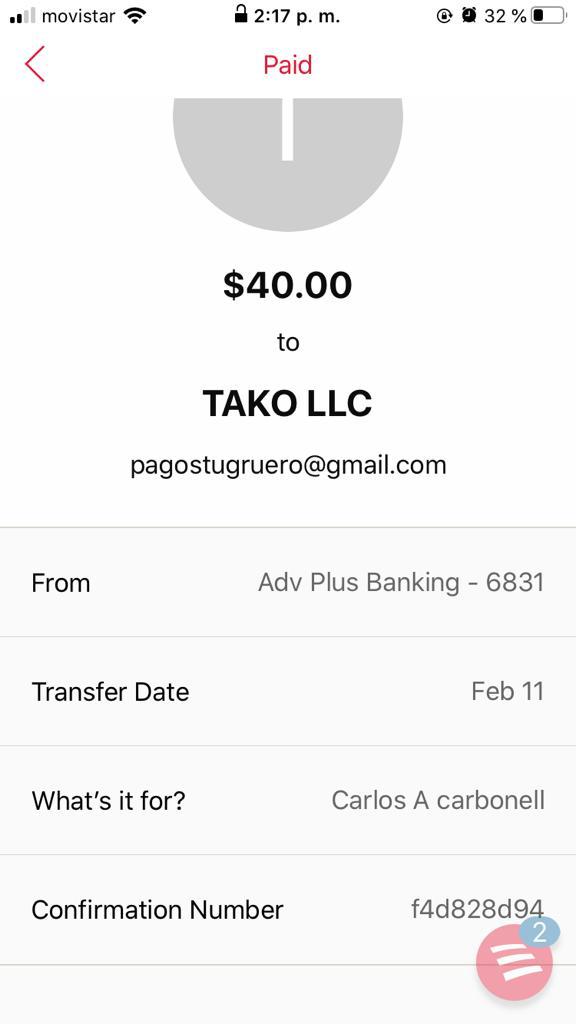 movistar 2:17 p. m. 32 %
Paid
$40.00
to
TAKO LLC
pagostugruero@gmail.com
From Adv Plus Banking - 6831
Transfer Date Feb 11
What's it for? Carlos A carbonell
Confirmation Number f4d828d94
2